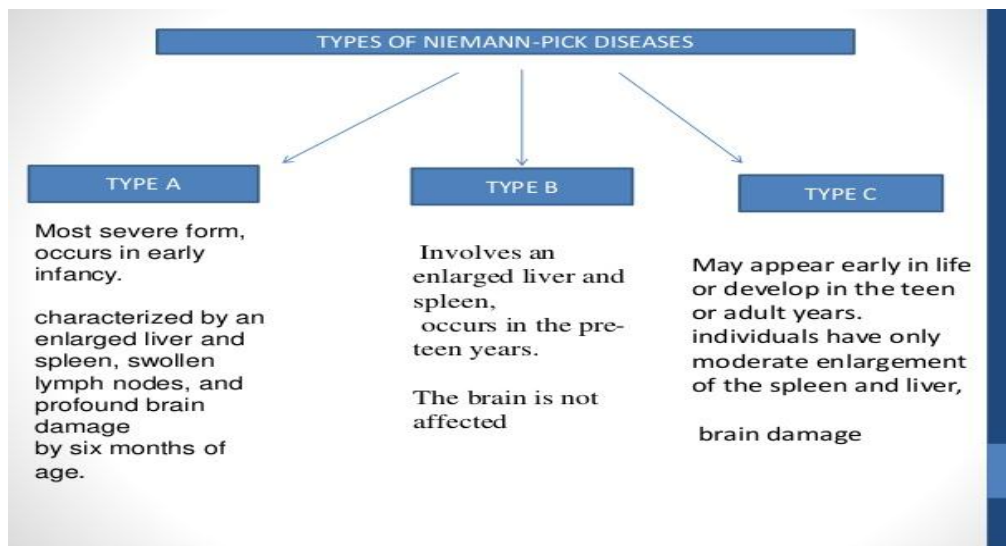 TYPES OF NIEMANN-PICK DISEASES
TYPE A
Most severe form,
occurs in early
infancy.
characterized by an
enlarged liver and
spleen, swollen
lymph nodes, and
profound brain
damage
by six months of
age.
TYPE B
Involves an
enlarged liver and
spleen,
occurs in the pre-
teen years.
The brain is not
affected
TYPE C
May appear early in life
or develop in the teen
or adult years.
individuals have only
moderate enlargement
of the spleen and liver,
brain damage